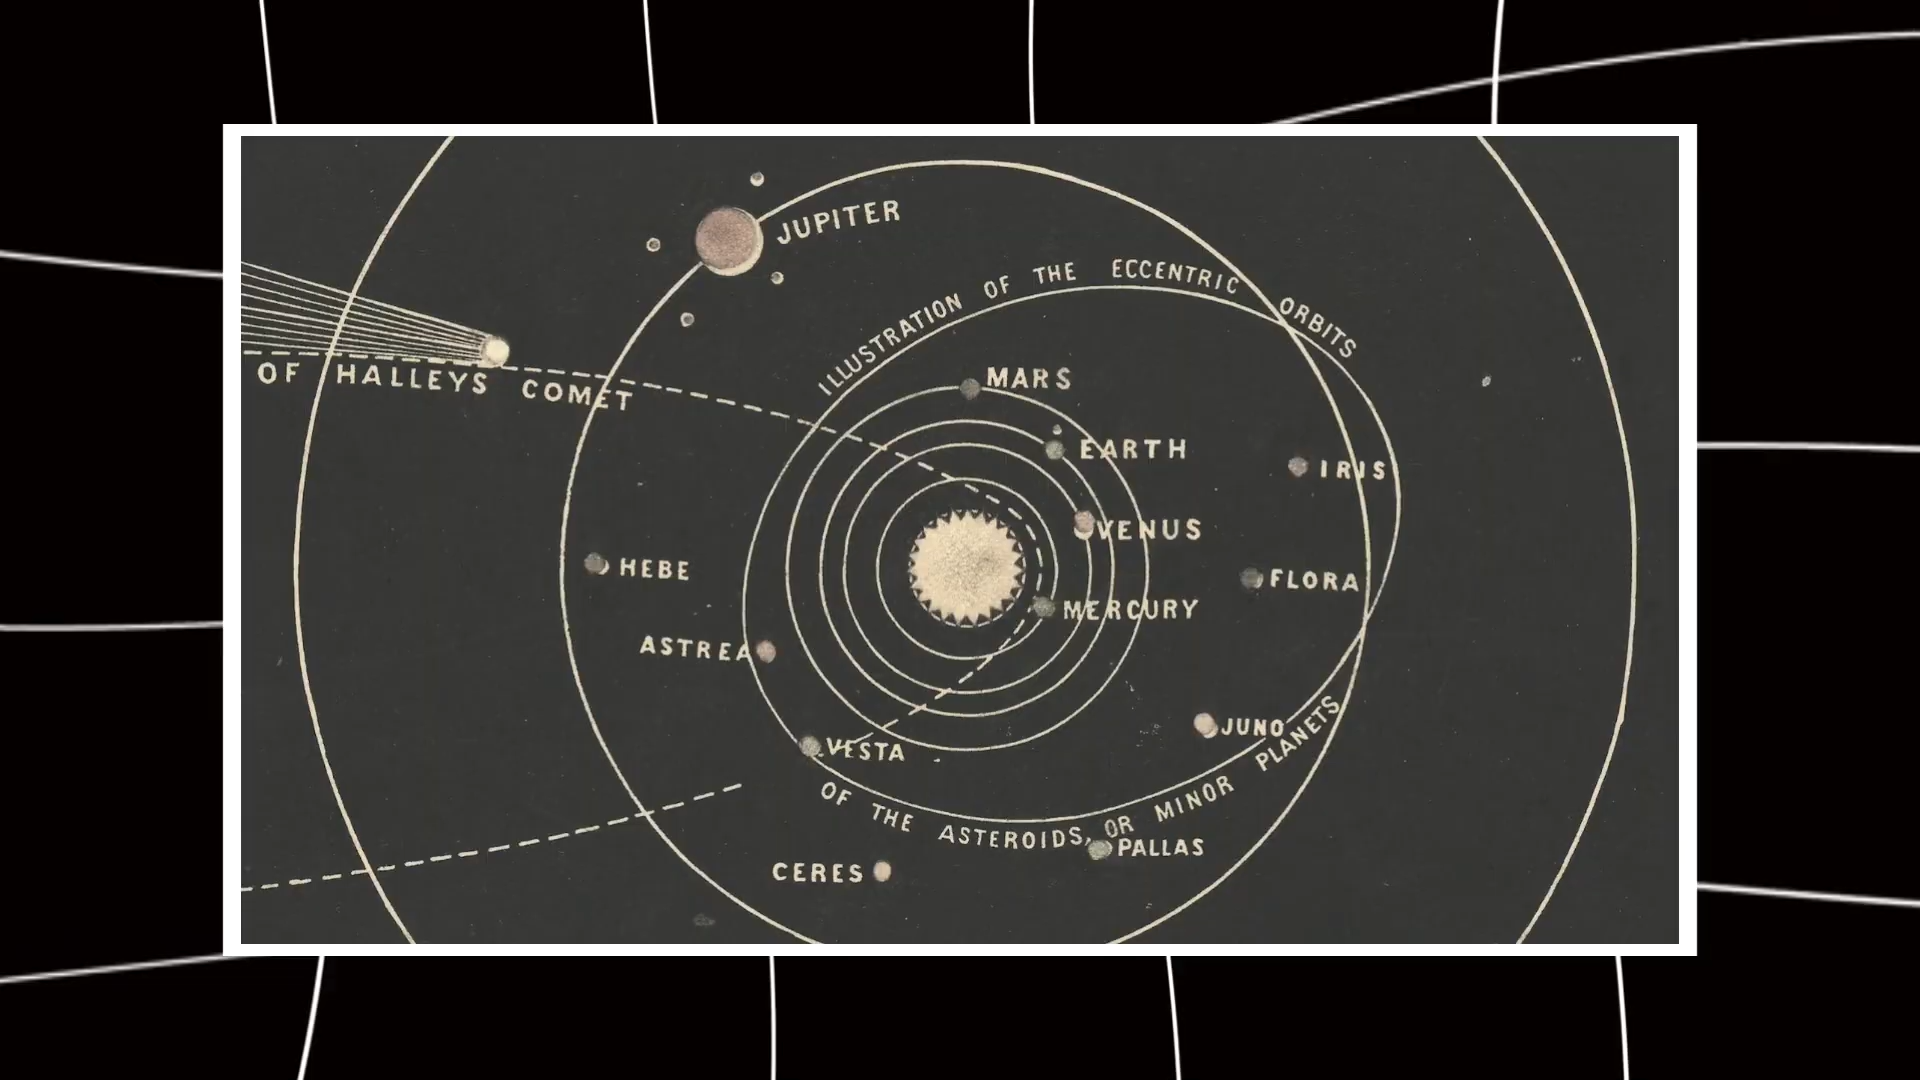 JUPITER
ILLUSTRATION OF THE ECCENTRIC ORBITS
OF HALLEYS COMET
MARS
EARTH
IRIS
VENUS
HEBE
FLORA
MERCURY
ASTREA
JUNO
VESTA
OF THE ASTEROIDS, OR MINOR PLANETS
PALLAS
CERES